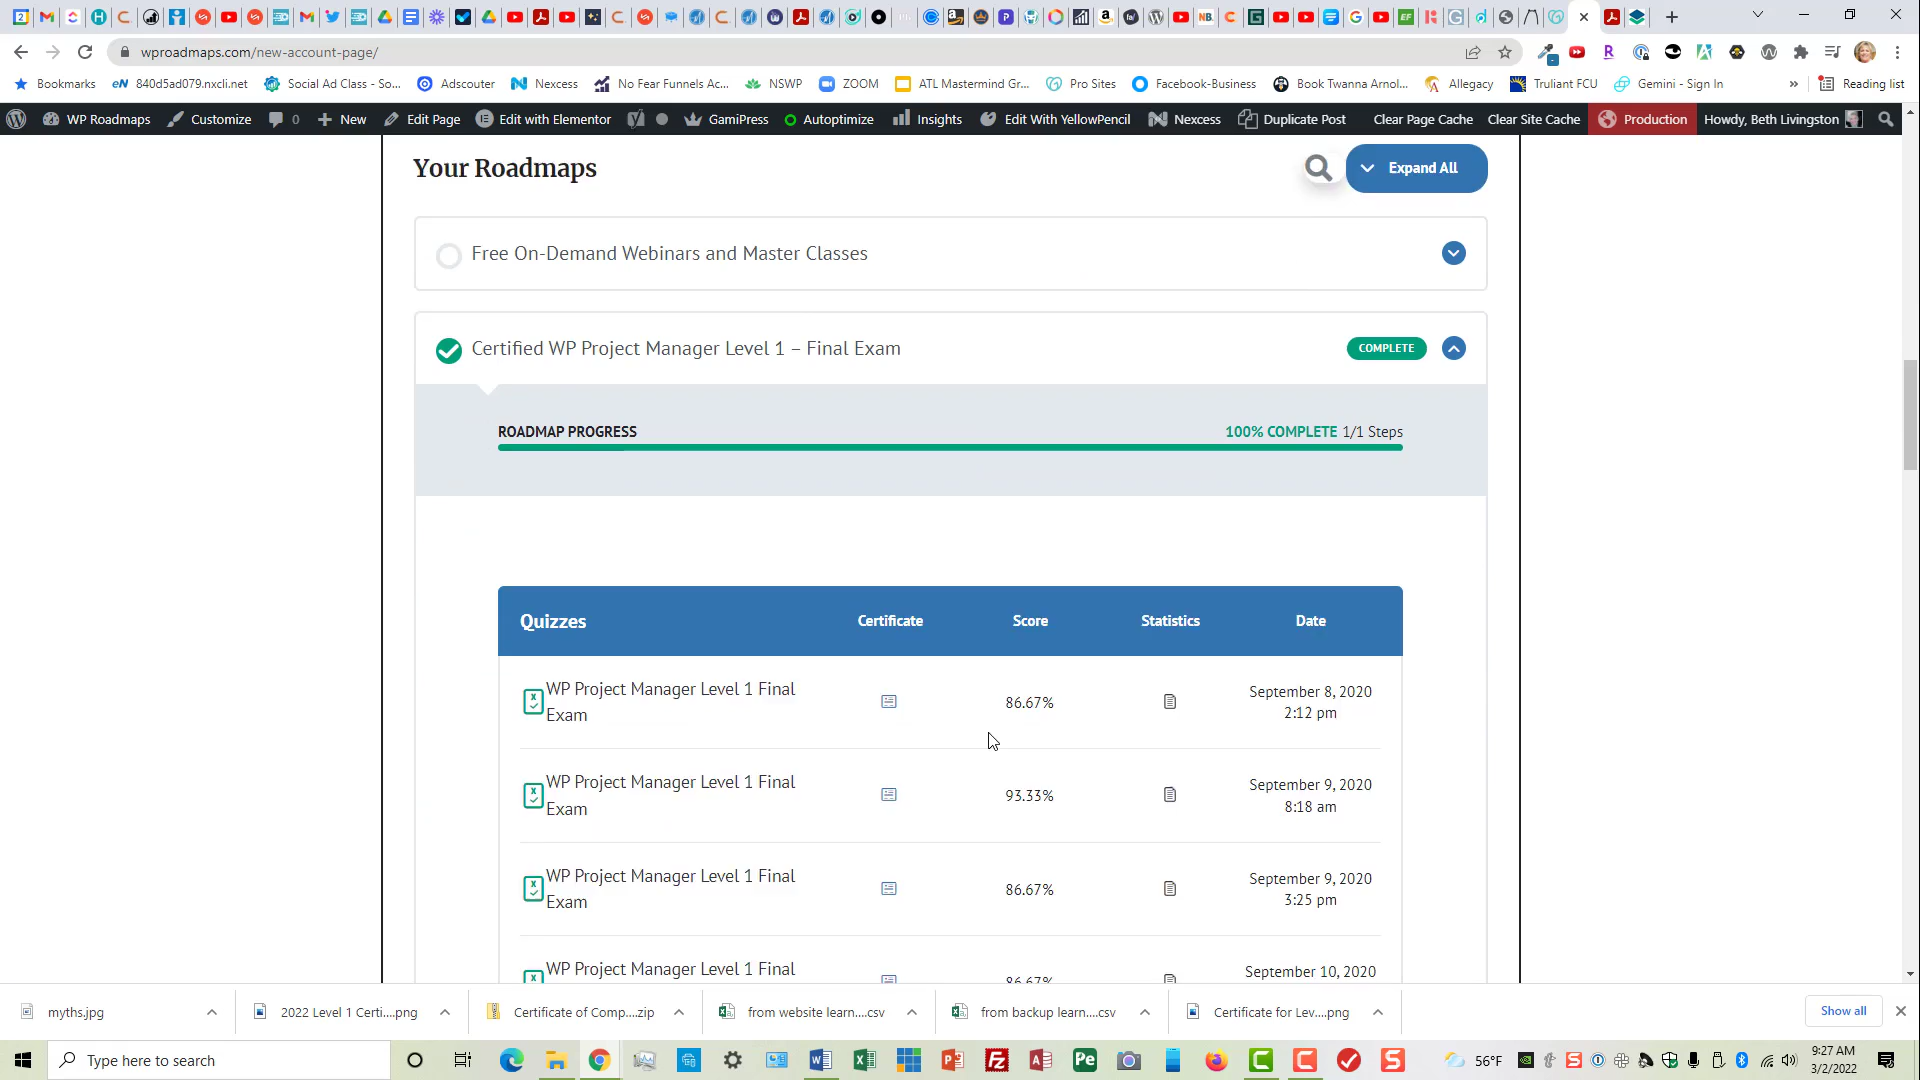 wproadmaps.com/new-account-page/
Bookmarks 840d5ad079.nxcli.net Social Ad Class - So... Adscouter Nexcess No Fear Funnels Ac... NSWP ZOOM ATL Mastermind Gr... Pro Sites Facebook-Business Book Twanna Arnol... Allegacy Truliant FCU Gemini - Sign In » Reading list
WP Roadmaps Customize 0 New Edit Page Edit with Elementor GamiPress Autoptimize Insights Edit With YellowPencil Nexcess Duplicate Post Clear Page Cache Clear Site Cache Production Howdy, Beth Livingston
Your Roadmaps
Expand All
Free On-Demand Webinars and Master Classes
Certified WP Project Manager Level 1 – Final Exam
COMPLETE
ROADMAP PROGRESS
100% COMPLETE 1/1 Steps
Quizzes Certificate Score Statistics Date
WP Project Manager Level 1 Final
Exam
86.67%
September 8, 2020
2:12 pm
WP Project Manager Level 1 Final
Exam
93.33%
September 9, 2020
8:18 am
WP Project Manager Level 1 Final
Exam
86.67%
September 9, 2020
3:25 pm
WP Project Manager Level 1 Final
86.67%
September 10, 2020
myths.jpg 2022 Level 1 Certi....png Certificate of Comp....zip from website learn....csv from backup learn....csv Certificate for Lev....png Show all
Type here to search
56°F
9:27 AM
3/2/2022